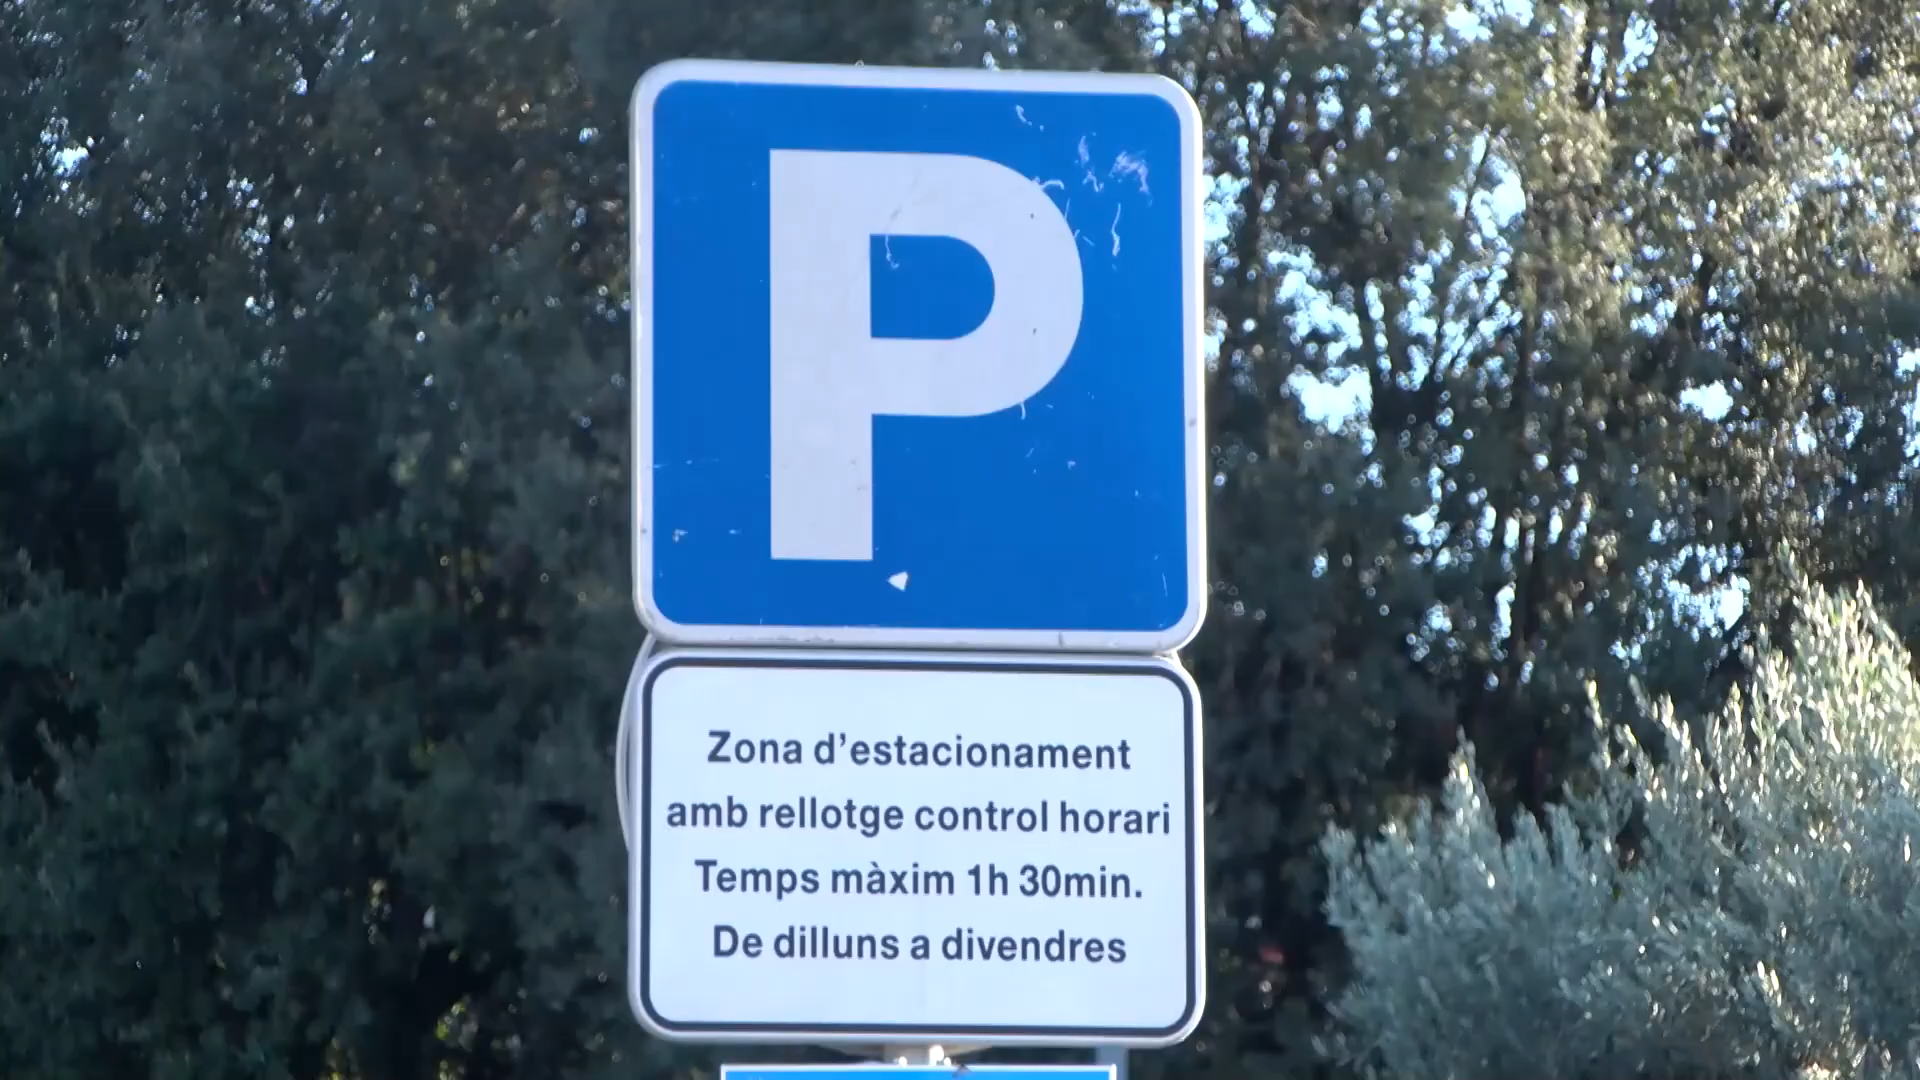 P
Zona d’estacionament
amb rellotge control horari
Temps màxim 1h 30min.
De dilluns a divendres